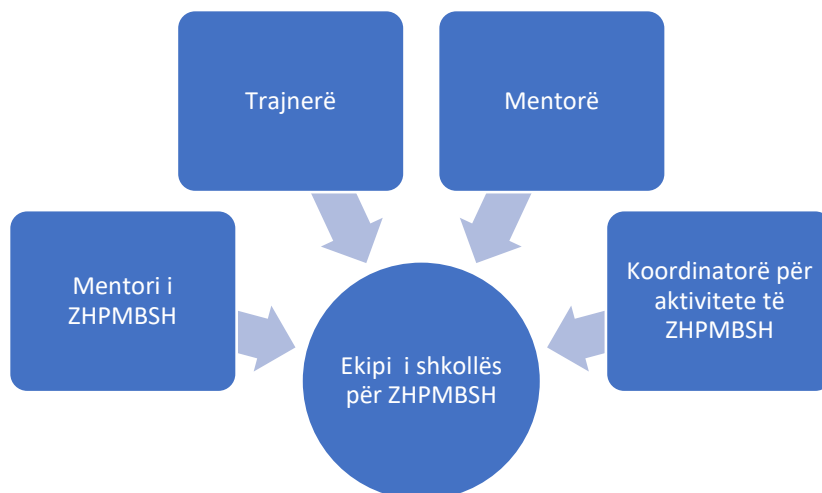 Trajnerë
Mentorë
Mentori i
ZHPMBSH
Koordinatorë për
aktivitete të
ZHPMBSH
Ekipi i shkollës
për ZHPMBSH